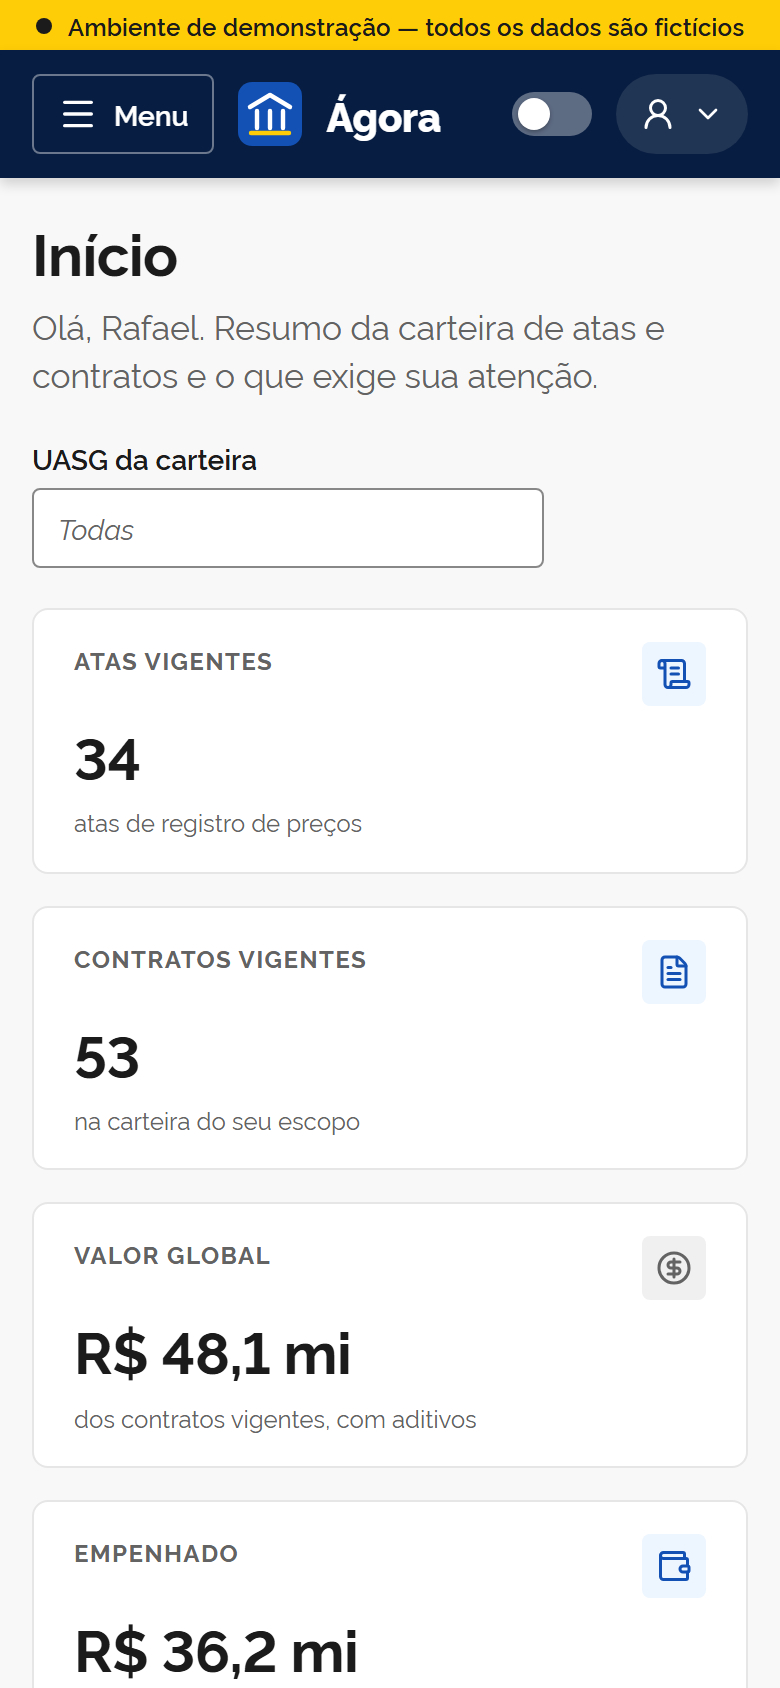 Ambiente de demonstração — todos os dados são fictícios
Menu
Ágora
Início
Olá, Rafael. Resumo da carteira de atas e
contratos e o que exige sua atenção.
UASG da carteira
Todas
ATAS VIGENTES
34
atas de registro de preços
CONTRATOS VIGENTES
53
na carteira do seu escopo
VALOR GLOBAL
R$ 48,1 mi
dos contratos vigentes, com aditivos
EMPENHADO
R$ 36,2 mi